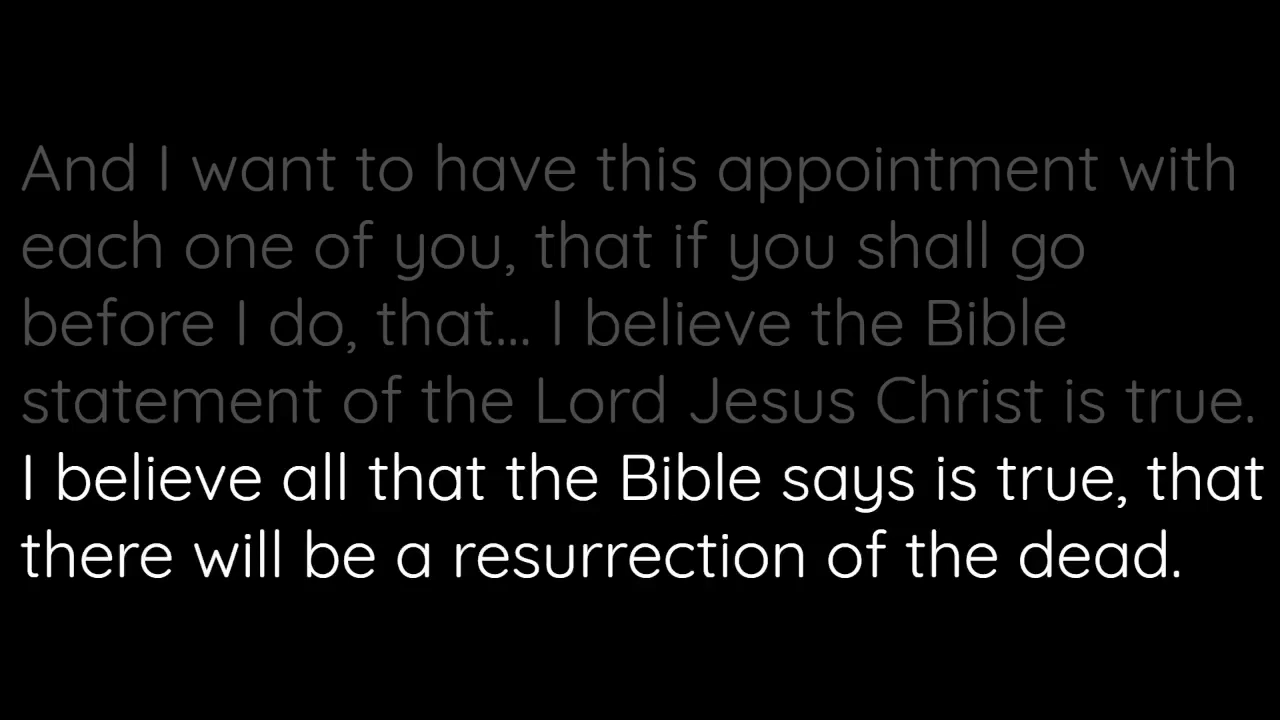 And I want to have this appointment with
each one of you, that if you shall go
before I do, that... I believe the Bible
statement of the Lord Jesus Christ is true.
I believe all that the Bible says is true, that
there will be a resurrection of the dead.